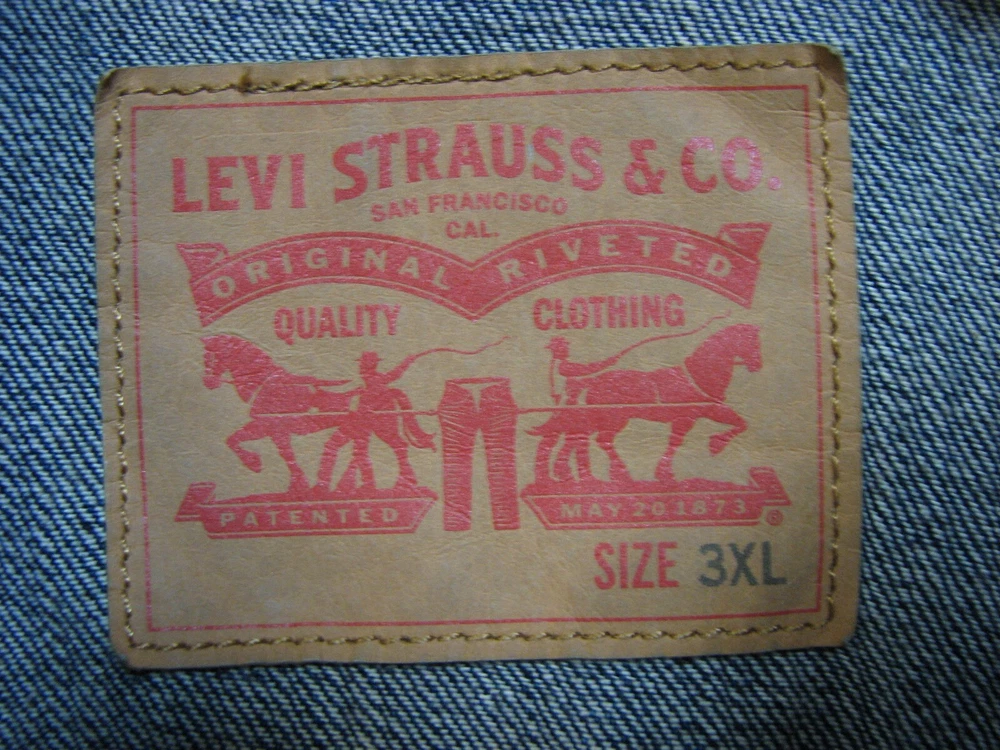 LEVI STRAUSS & CO.
SAN FRANCISCO
CAL.
ORIGINAL RIVETED
QUALITY CLOTHING
PATENTED MAY 20 1873 ®
SIZE 3XL